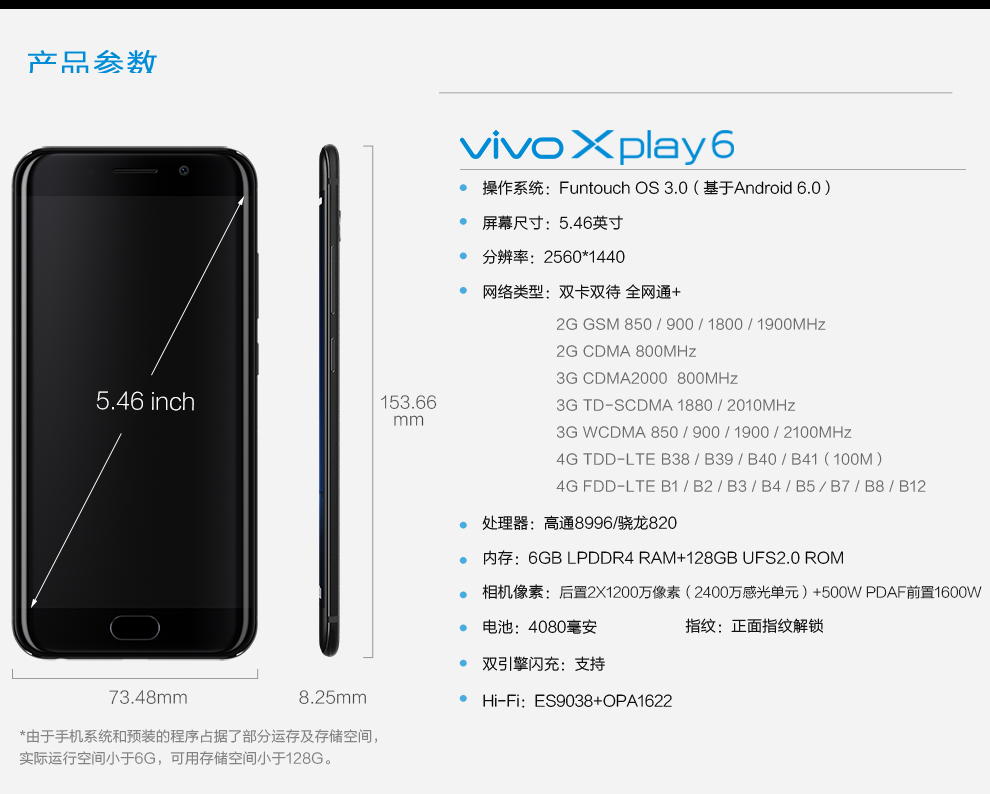 产品参数
vivo Xplay6
操作系统：Funtouch OS 3.0（基于Android 6.0）
屏幕尺寸：5.46英寸
分辨率：2560*1440
网络类型：双卡双待 全网通+
2G GSM 850 / 900 / 1800 / 1900MHz
2G CDMA 800MHz
3G CDMA2000 800MHz
3G TD-SCDMA 1880 / 2010MHz
3G WCDMA 850 / 900 / 1900 / 2100MHz
4G TDD-LTE B38 / B39 / B40 / B41（100M）
4G FDD-LTE B1 / B2 / B3 / B4 / B5 / B7 / B8 / B12
处理器：高通8996/骁龙820
内存：6GB LPDDR4 RAM+128GB UFS2.0 ROM
相机像素：后置2X1200万像素（2400万感光单元）+500W PDAF前置1600W
电池：4080毫安 指纹：正面指纹解锁
双引擎闪充：支持
Hi-Fi：ES9038+OPA1622
5.46 inch
153.66
mm
73.48mm
8.25mm
*由于手机系统和预装的程序占据了部分运存及存储空间，
实际运行空间小于6G，可用存储空间小于128G。